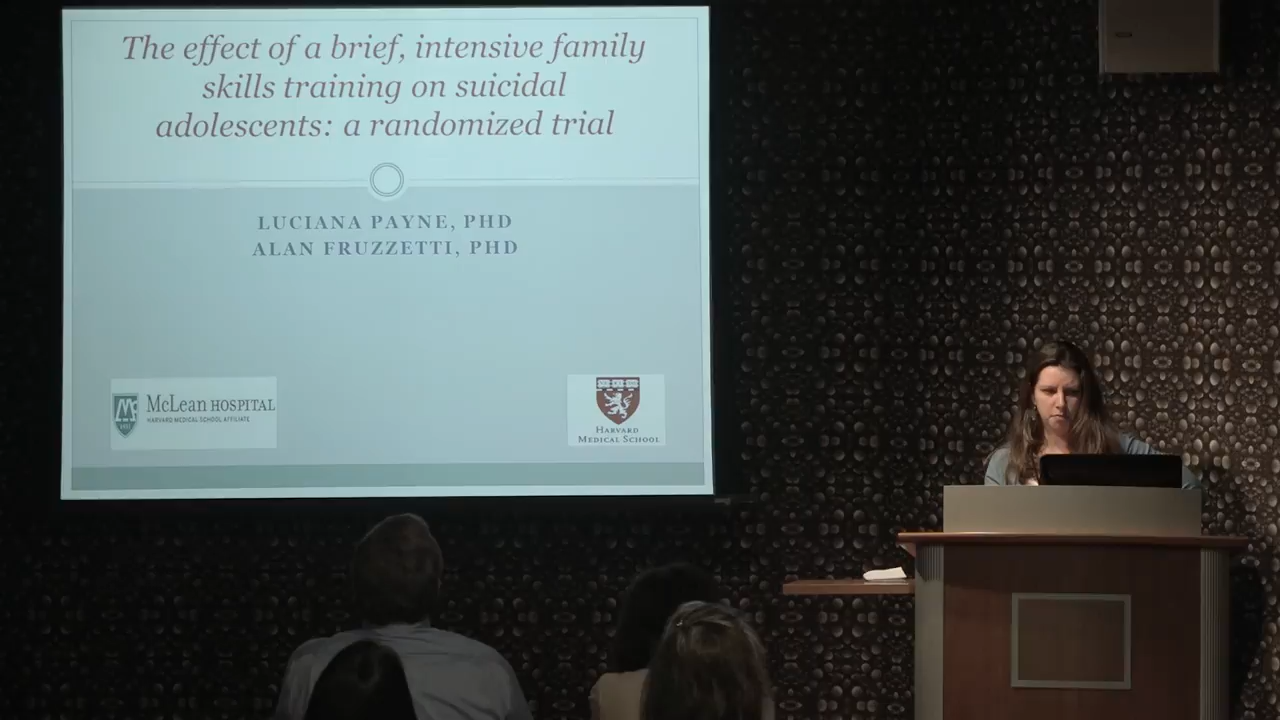 The effect of a brief, intensive family
skills training on suicidal
adolescents: a randomized trial
LUCIANA PAYNE, PHD
ALAN FRUZZETTI, PHD
McLEAN HOSPITAL
HARVARD MEDICAL SCHOOL AFFILIATE
HARVARD
MEDICAL SCHOOL